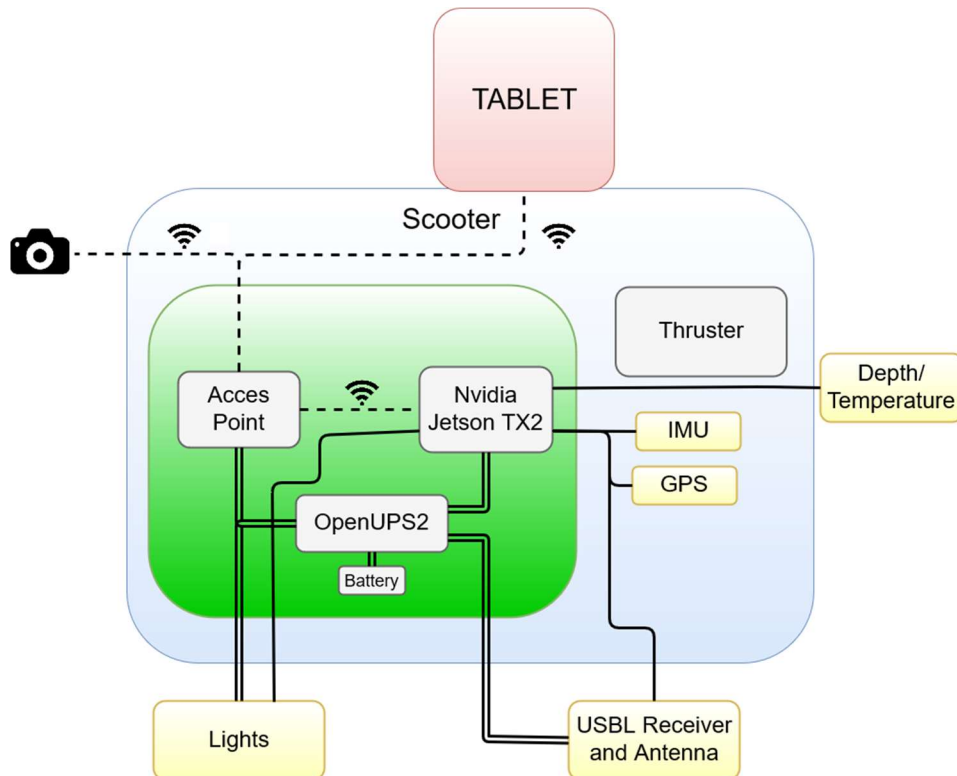 TABLET
Scooter
Thruster
Acces
Point
Nvidia
Jetson TX2
Depth/
Temperature
IMU
GPS
OpenUPS2
Battery
Lights
USBL Receiver
and Antenna